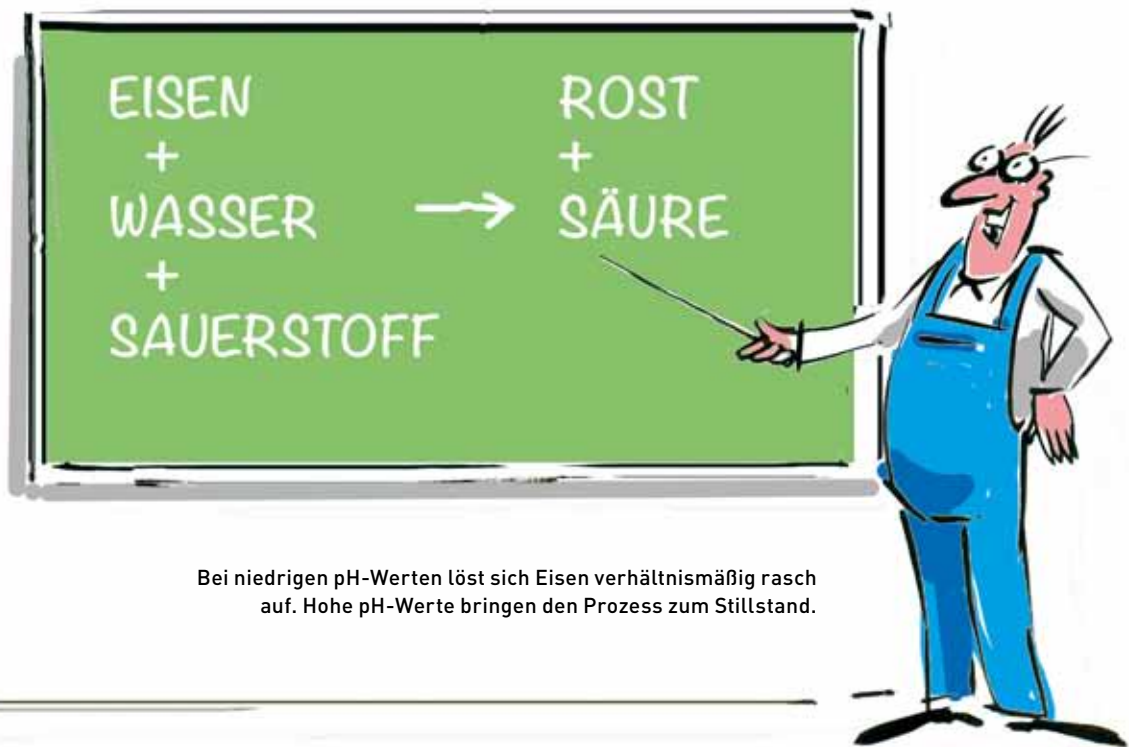 EISEN
+
WASSER
+
SAUERSTOFF
→
ROST
+
SÄURE
Bei niedrigen pH-Werten löst sich Eisen verhältnismäßig rasch
auf. Hohe pH-Werte bringen den Prozess zum Stillstand.